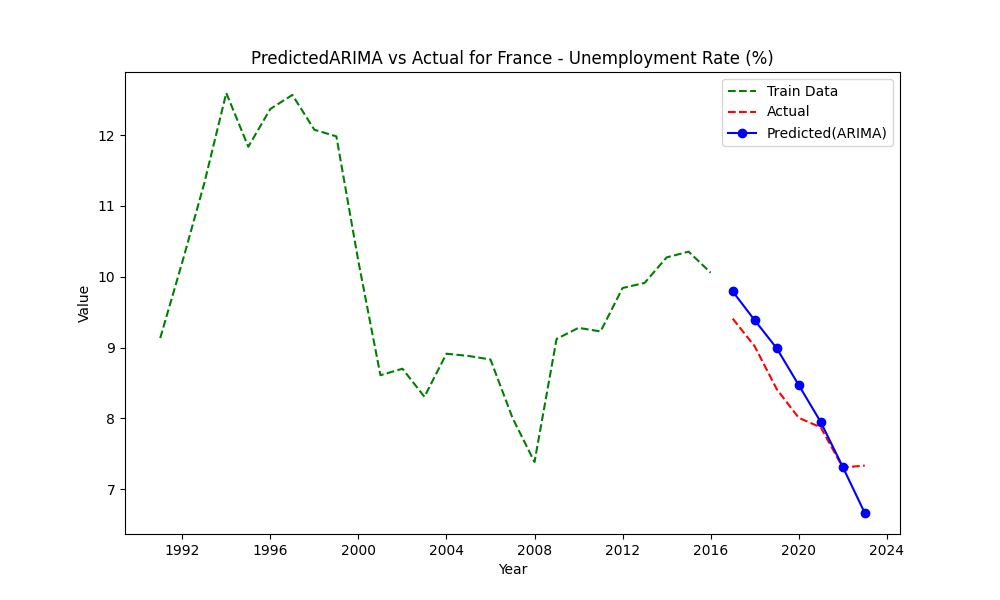 PredictedARIMA vs Actual for France - Unemployment Rate (%)
Train Data
Actual
Predicted(ARIMA)
Value
12
11
10
9
8
7
1992 1996 2000 2004 2008 2012 2016 2020 2024
Year